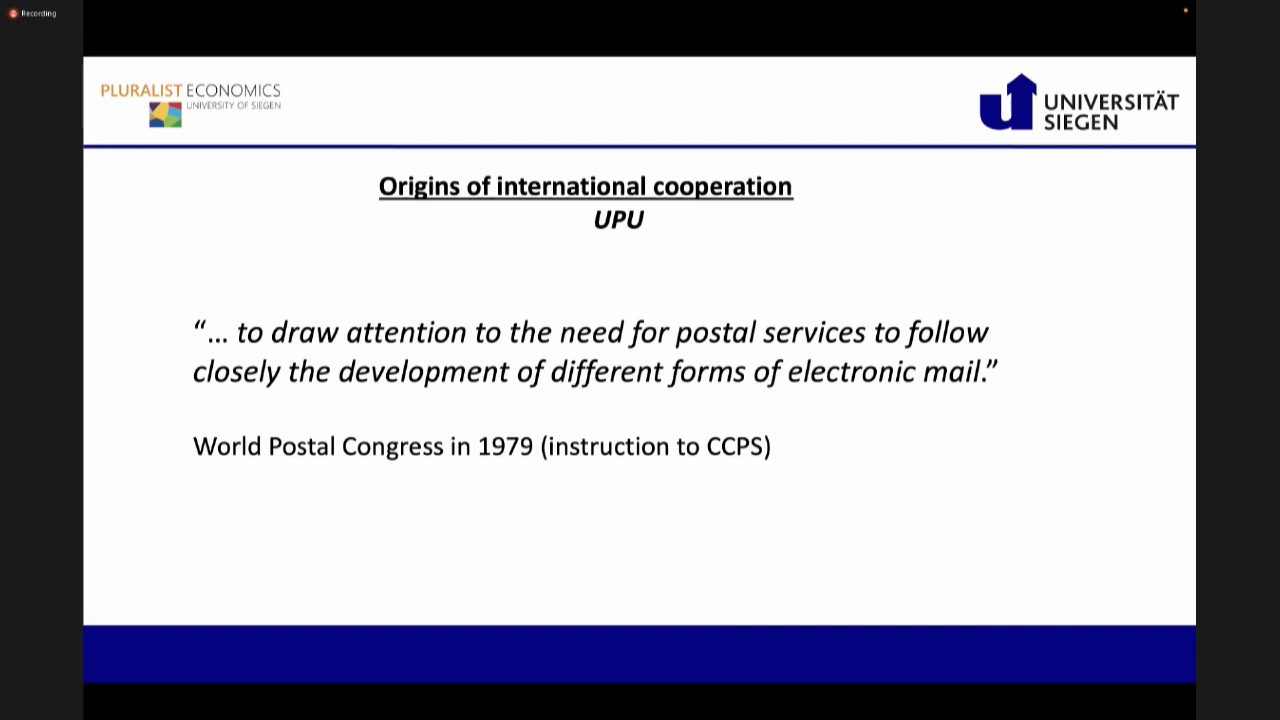 Recording
PLURALIST ECONOMICS
UNIVERSITY OF SIEGEN
UNIVERSITÄT
SIEGEN
Origins of international cooperation
UPU
“... to draw attention to the need for postal services to follow
closely the development of different forms of electronic mail.”
World Postal Congress in 1979 (instruction to CCPS)